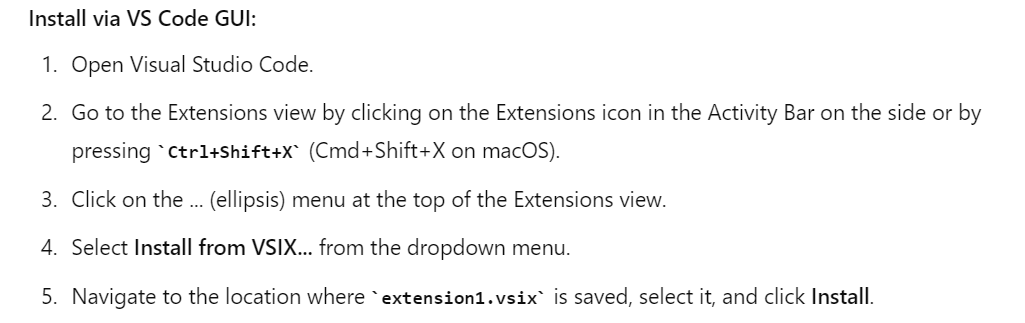 Install via VS Code GUI:
1. Open Visual Studio Code.
2. Go to the Extensions view by clicking on the Extensions icon in the Activity Bar on the side or by
pressing `Ctrl+Shift+X` (Cmd+Shift+X on macOS).
3. Click on the ... (ellipsis) menu at the top of the Extensions view.
4. Select Install from VSIX... from the dropdown menu.
5. Navigate to the location where `extension1.vsix` is saved, select it, and click Install.